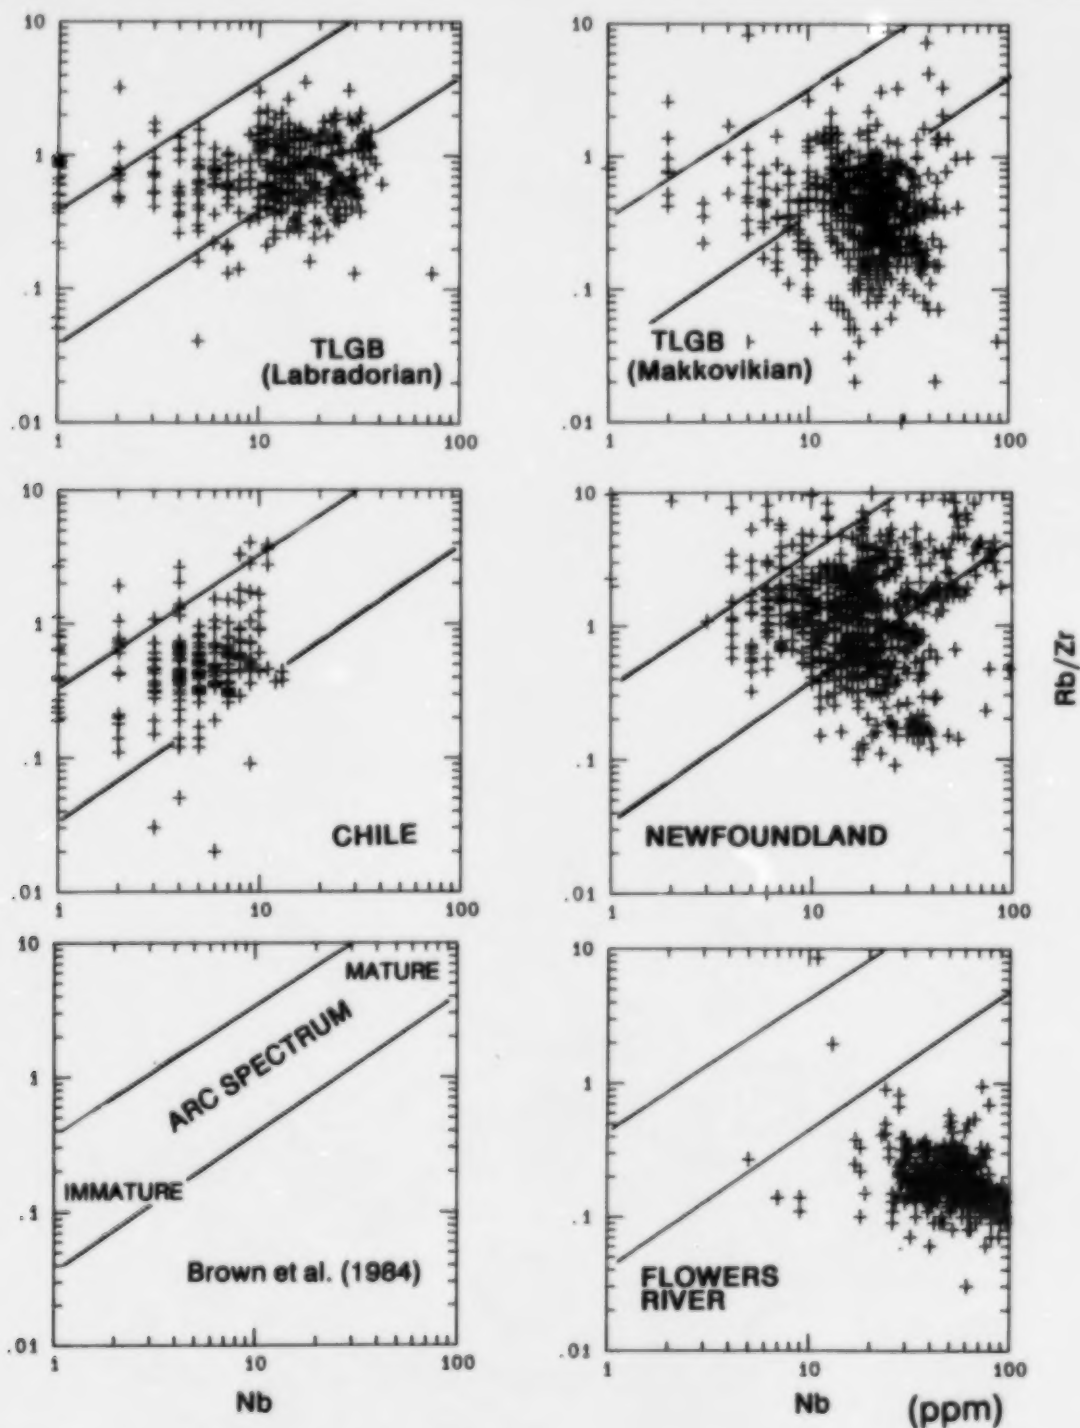 10
1
.1
.01
1 10 100
TLGB
(Labradorian)
10
1
.1
.01
1 10 100
TLGB
(Makkovikian)
10
1
.1
.01
1 10 100
CHILE
10
1
.1
.01
1 10 100
NEWFOUNDLAND
Rb/Zr
10
1
.1
.01
1 10 100
MATURE
ARC SPECTRUM
IMMATURE
Brown et al. (1984)
Nb
10
1
.1
.01
1 10 100
FLOWERS
RIVER
Nb (ppm)